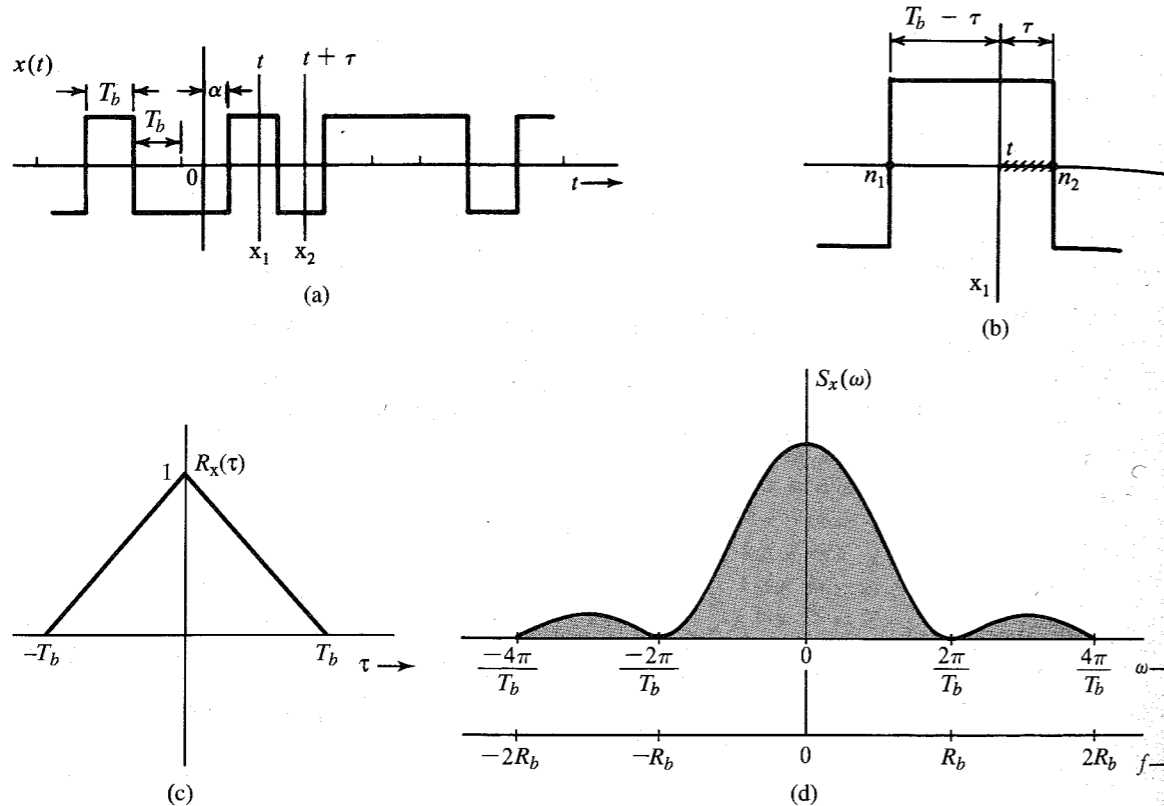 x(t)
T_b
T_b
α
t
t + τ
0
t
x_1
x_2
(a)
T_b − τ
τ
t
n_1
n_2
x_1
(b)
1
R_x(τ)
−T_b
T_b
τ
(c)
S_x(ω)
−4π/T_b
−2π/T_b
0
2π/T_b
4π/T_b
ω
−2R_b
−R_b
0
R_b
2R_b
f
(d)